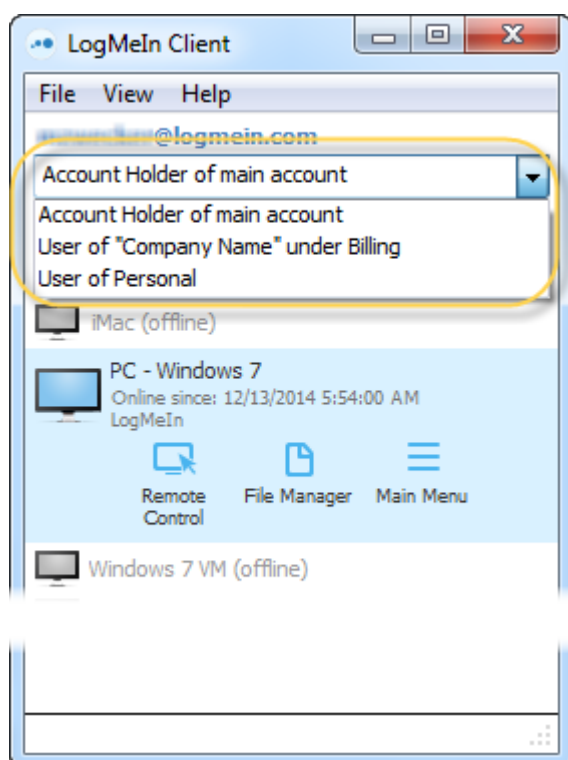 LogMeIn Client
File View Help
@logmein.com
Account Holder of main account
Account Holder of main account
User of "Company Name" under Billing
User of Personal
iMac (offline)
PC - Windows 7
Online since: 12/13/2014 5:54:00 AM
LogMeIn
Remote Control
File Manager
Main Menu
Windows 7 VM (offline)